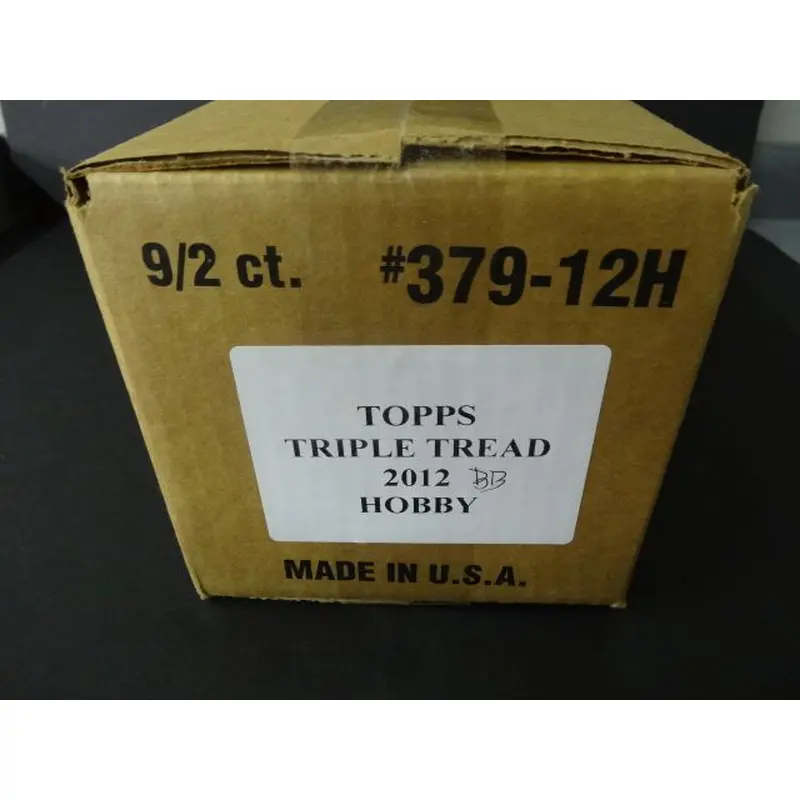 9/2 ct. #379-12H
TOPPS
TRIPLE TREAD
2012 BB
HOBBY
MADE IN U.S.A.